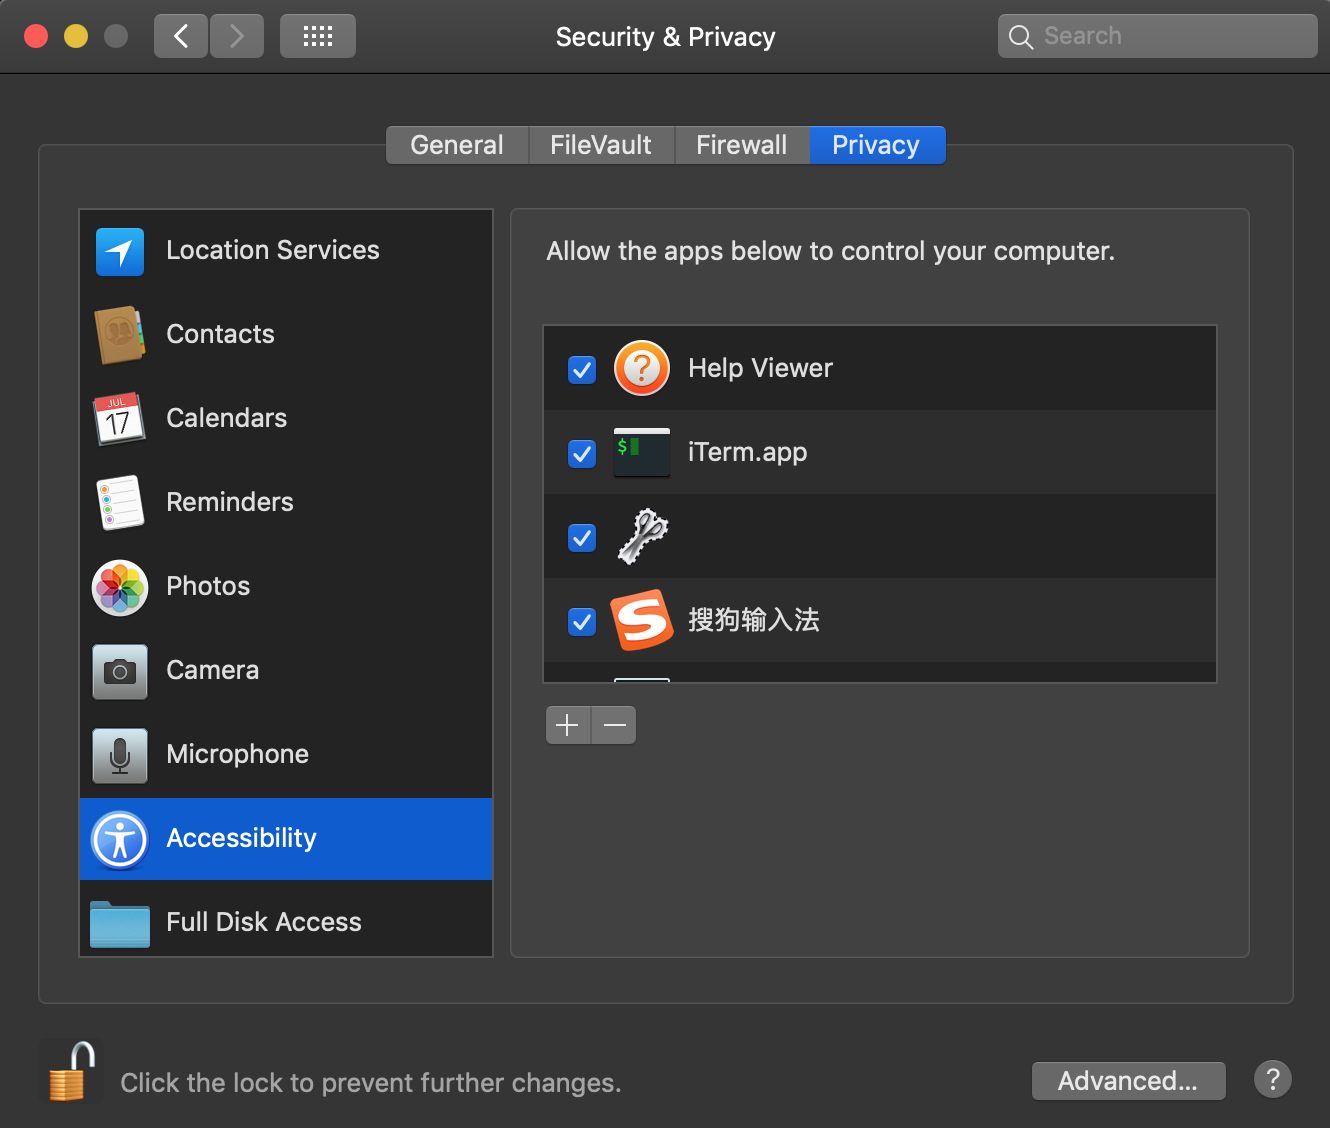 Security & Privacy
Search
General
FileVault
Firewall
Privacy
Location Services
Contacts
JUL
17
Calendars
Reminders
Photos
Camera
Microphone
Accessibility
Full Disk Access
Allow the apps below to control your computer.
?
Help Viewer
$
iTerm.app
S
搜狗输入法
Click the lock to prevent further changes.
Advanced...
?